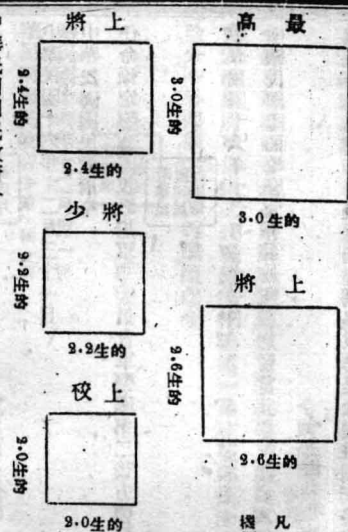 高最
3.0生的
3.0生的
將上
2.6生的
2.6生的
凡
將上
2.4生的
2.4生的
少將
2.2生的
2.2生的
校上
2.0生的
2.0生的